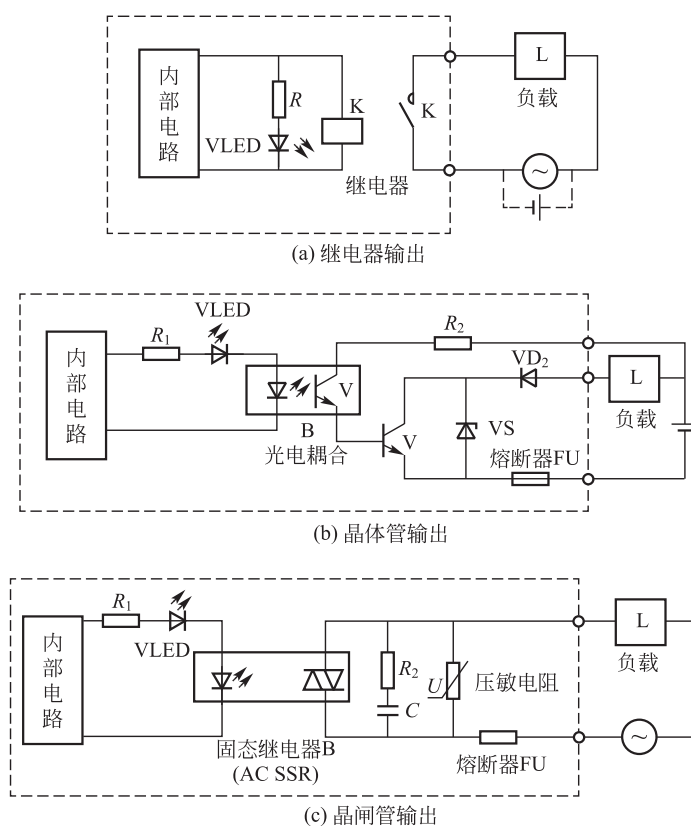 内部电路
R
VLED
K
继电器
K
L
负载
~
(a) 继电器输出
内部电路
R1
VLED
V
B
光电耦合
R2
V
VD2
VS
熔断器FU
L
负载
(b) 晶体管输出
内部电路
R1
VLED
固态继电器B
(AC SSR)
R2
C
U
压敏电阻
熔断器FU
L
负载
~
(c) 晶闸管输出